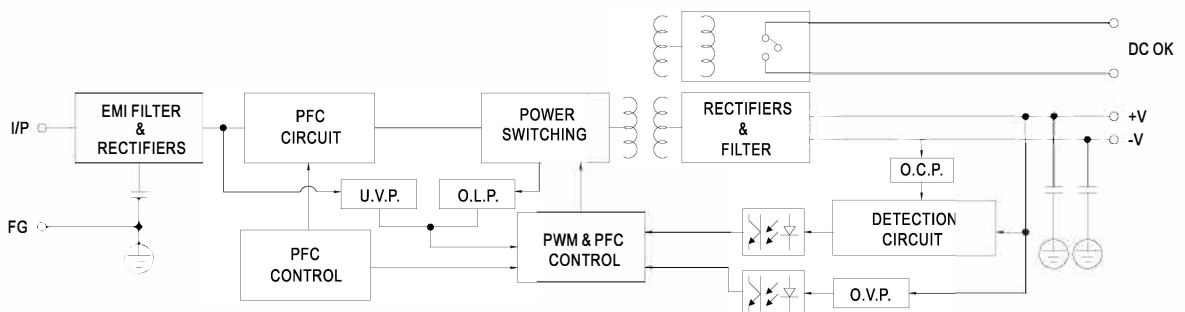 DC OK
I/P
EMI FILTER
&
RECTIFIERS
PFC
CIRCUIT
POWER
SWITCHING
RECTIFIERS
&
FILTER
+V
-V
U.V.P.
O.L.P.
O.C.P.
FG
PFC
CONTROL
PWM & PFC
CONTROL
DETECTION
CIRCUIT
O.V.P.